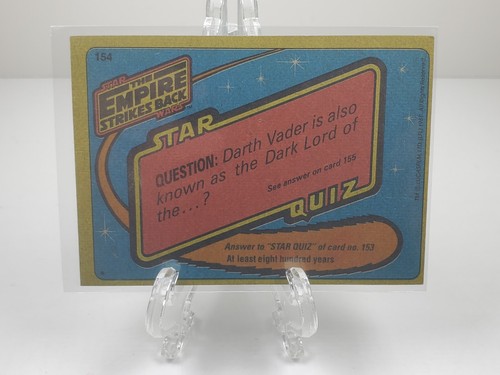 154
STAR
THE
EMPIRE
STRIKES BACK
WARS
STAR
QUESTION: Darth Vader is also
known as the Dark Lord of
the...?
See answer on card 155
QUIZ
Answer to "STAR QUIZ" of card no. 153
At least eight hundred years